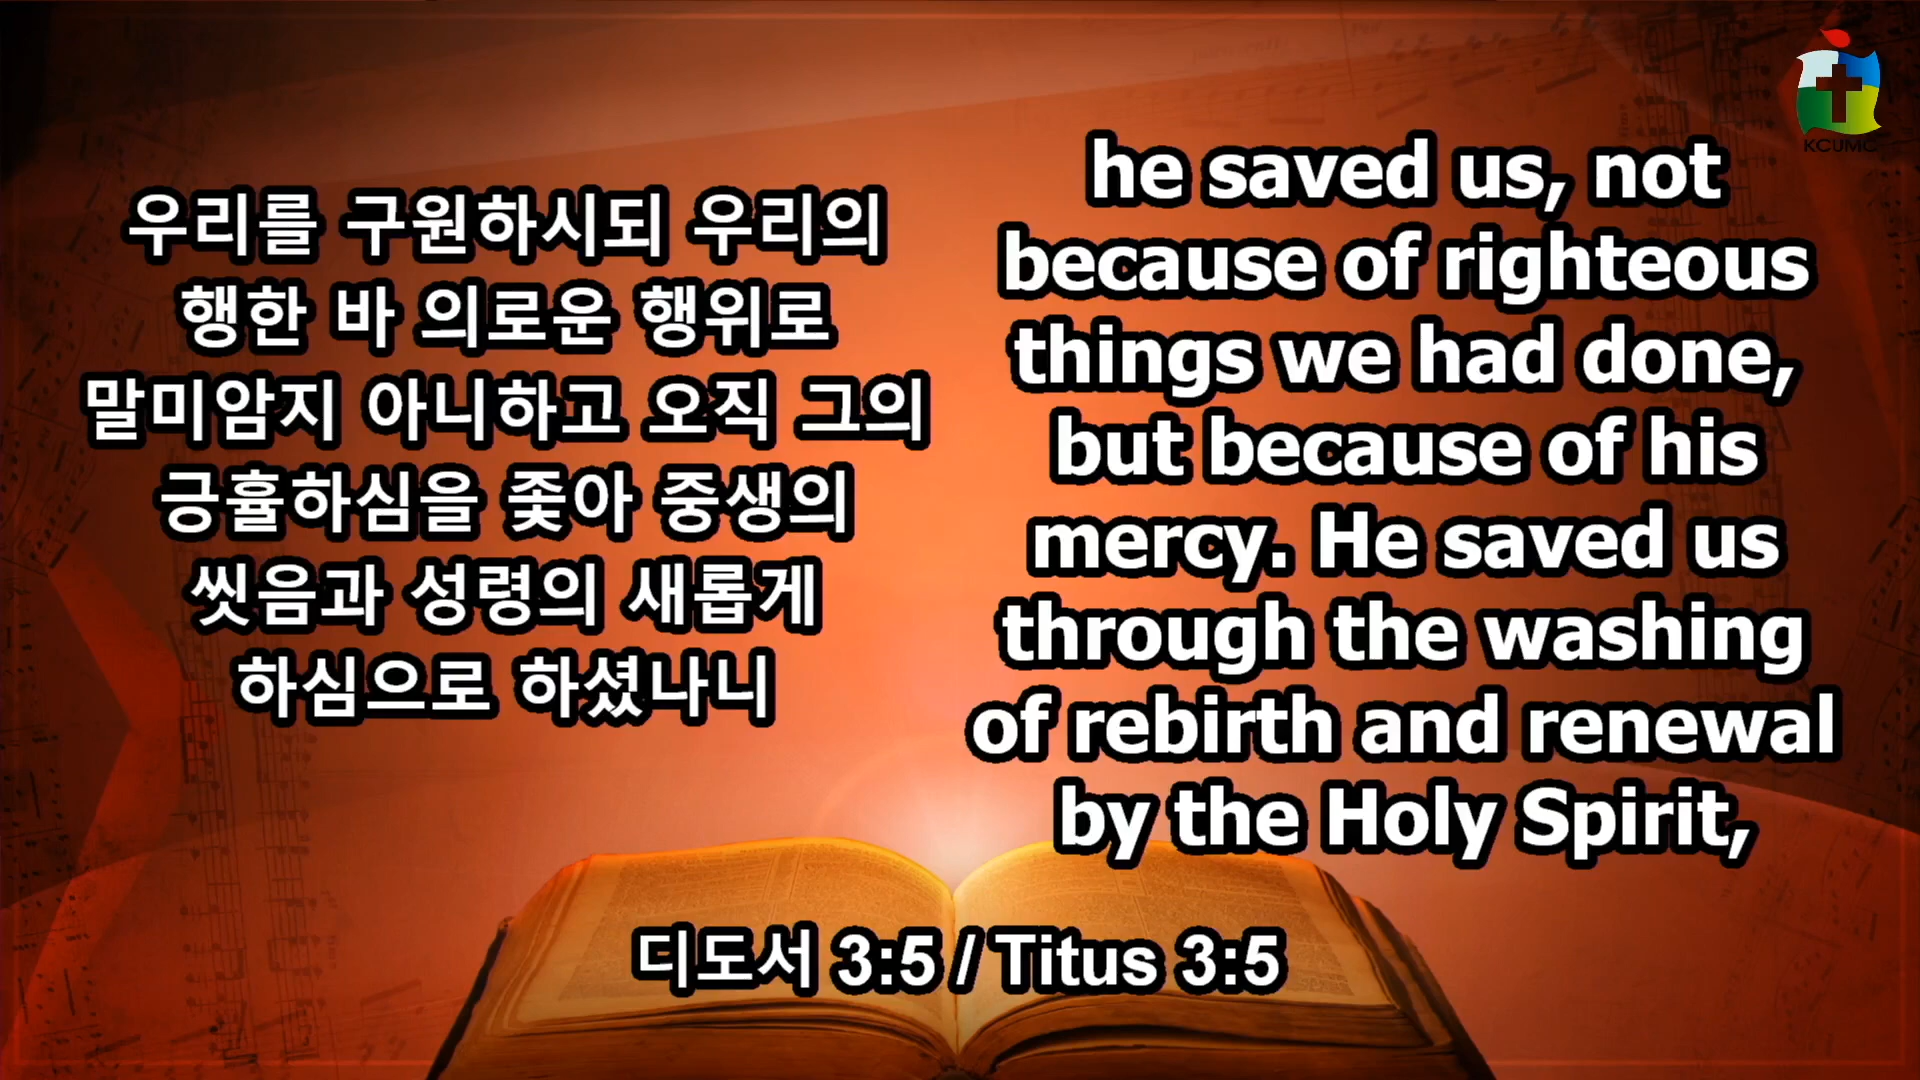 우리를 구원하시되 우리의
행한 바 의로운 행위로
말미암지 아니하고 오직 그의
긍휼하심을 좇아 중생의
씻음과 성령의 새롭게
하심으로 하셨나니
he saved us, not
because of righteous
things we had done,
but because of his
mercy. He saved us
through the washing
of rebirth and renewal
by the Holy Spirit,
디도서 3:5 / Titus 3:5
KCUMC